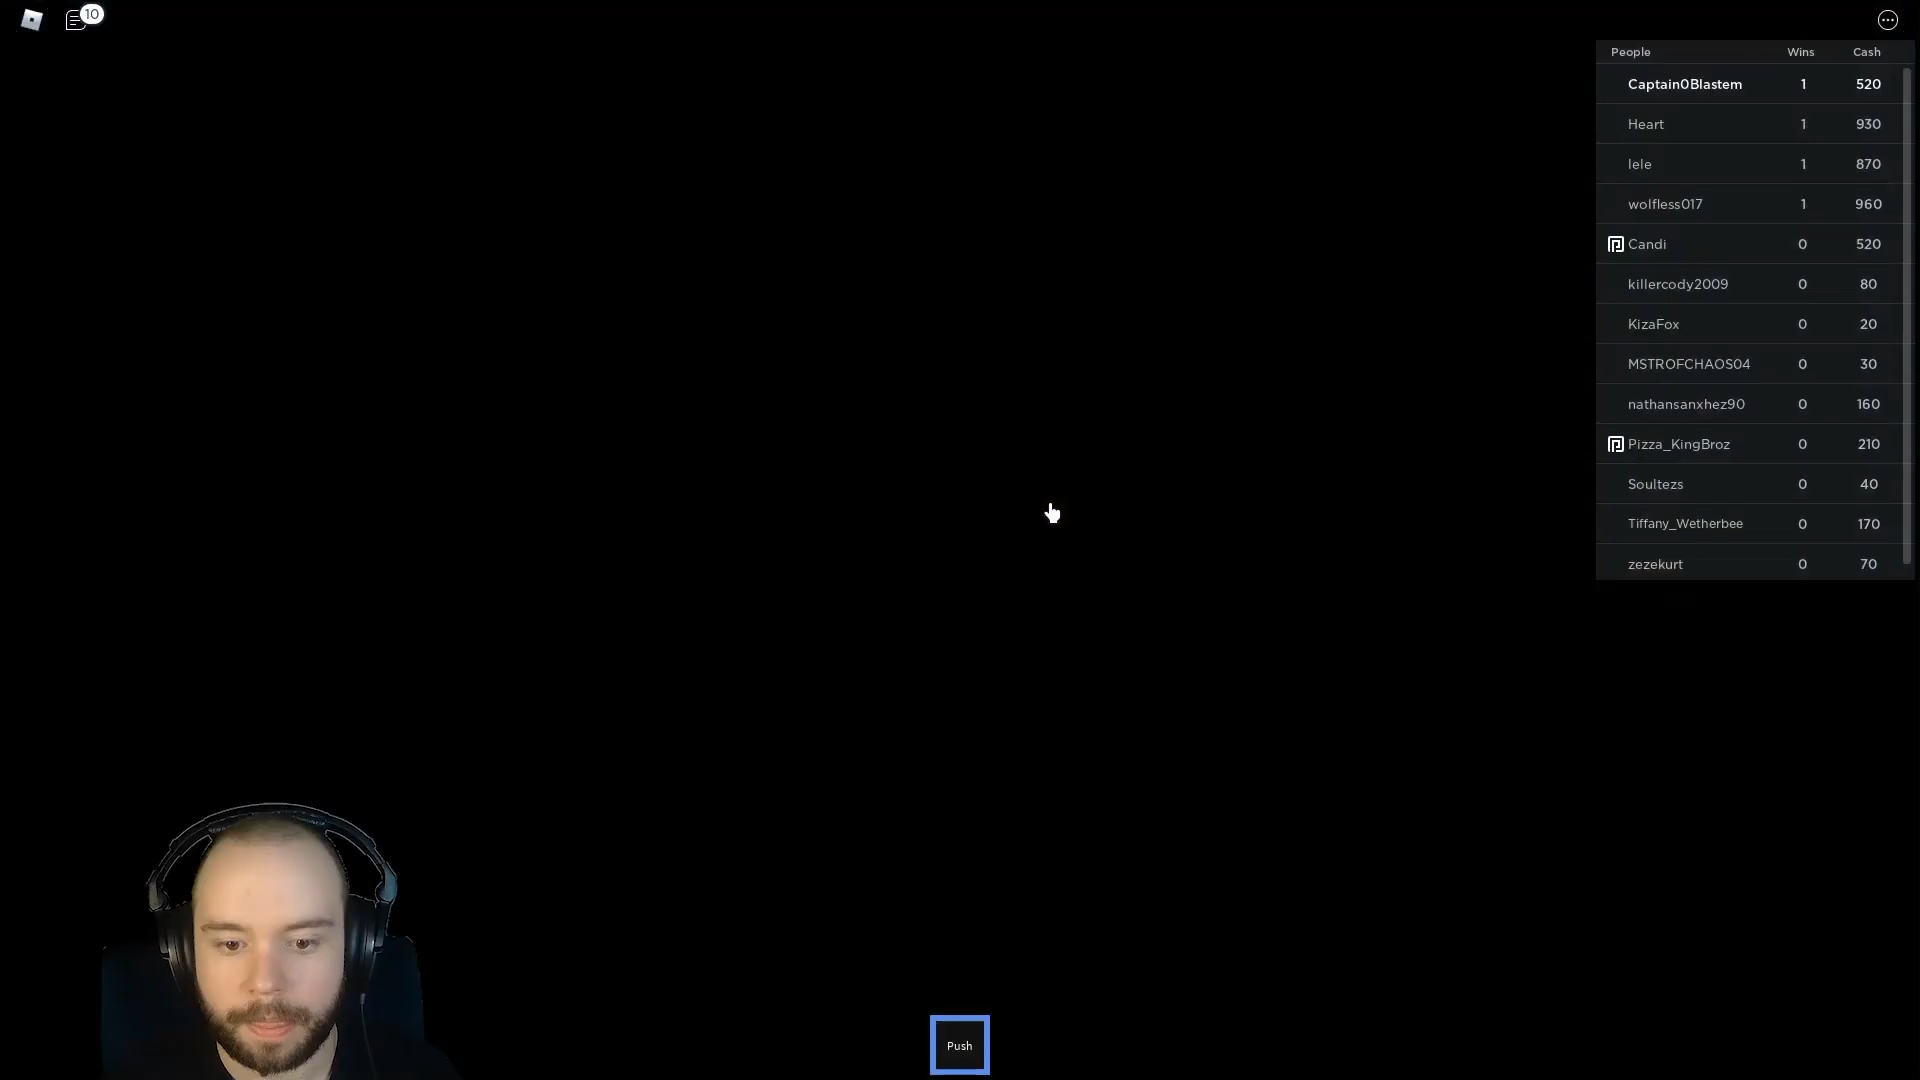 10
People Wins Cash
Captain0Blastem 1 520
Heart 1 930
lele 1 870
wolfless017 1 960
Candi 0 520
killercody2009 0 80
KizaFox 0 20
MSTROFCHAOS04 0 30
nathansanxhez90 0 160
Pizza_KingBroz 0 210
Soultezs 0 40
Tiffany_Wetherbee 0 170
zezekurt 0 70
Push